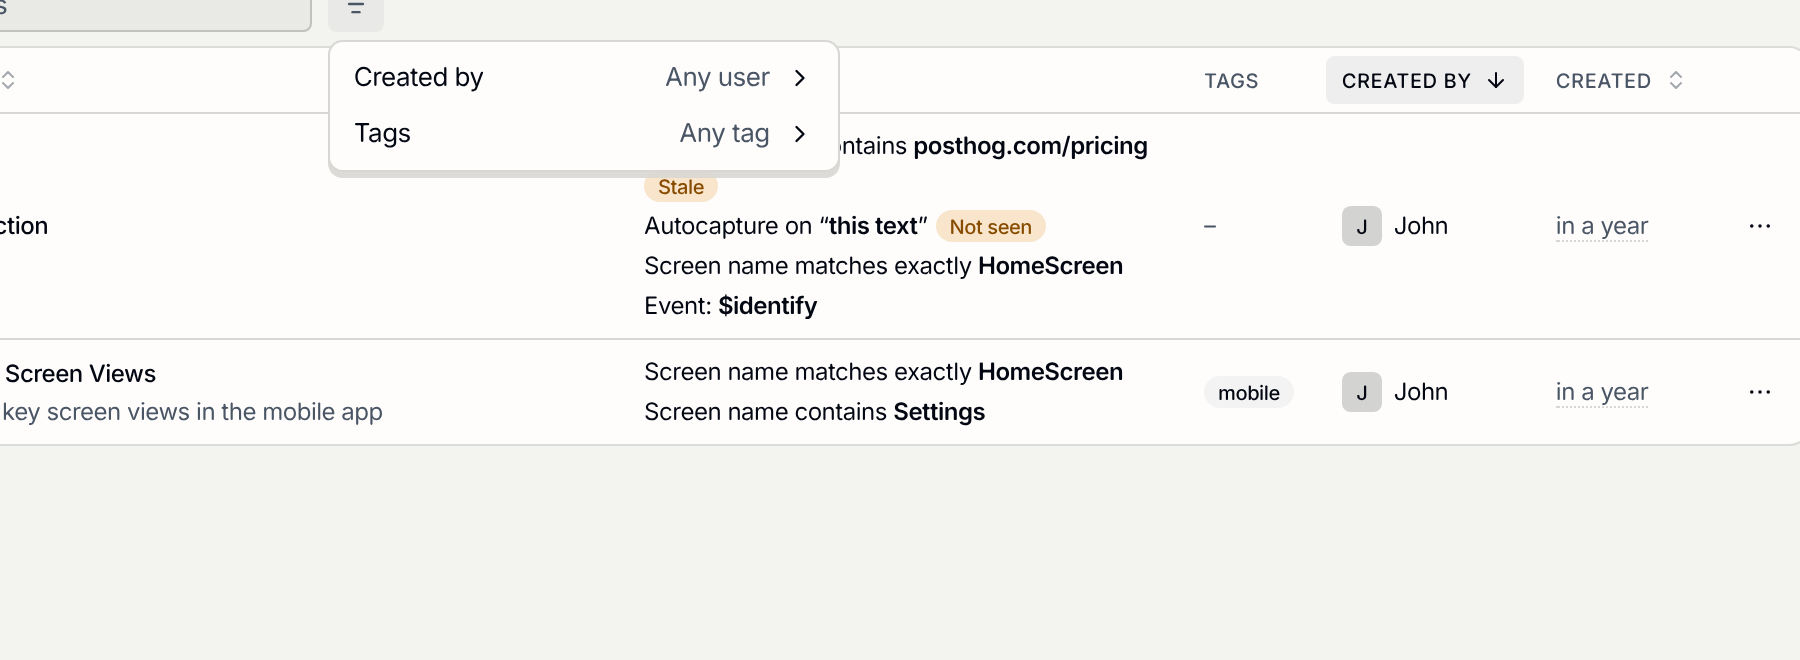 Created by Any user
Tags Any tag
TAGS CREATED BY CREATED
posthog.com/pricing
Stale
Autocapture on “this text” Not seen
– J John in a year ...
Screen name matches exactly HomeScreen
Event: $identify
Screen Views
key screen views in the mobile app
Screen name matches exactly HomeScreen
Screen name contains Settings
mobile J John in a year ...